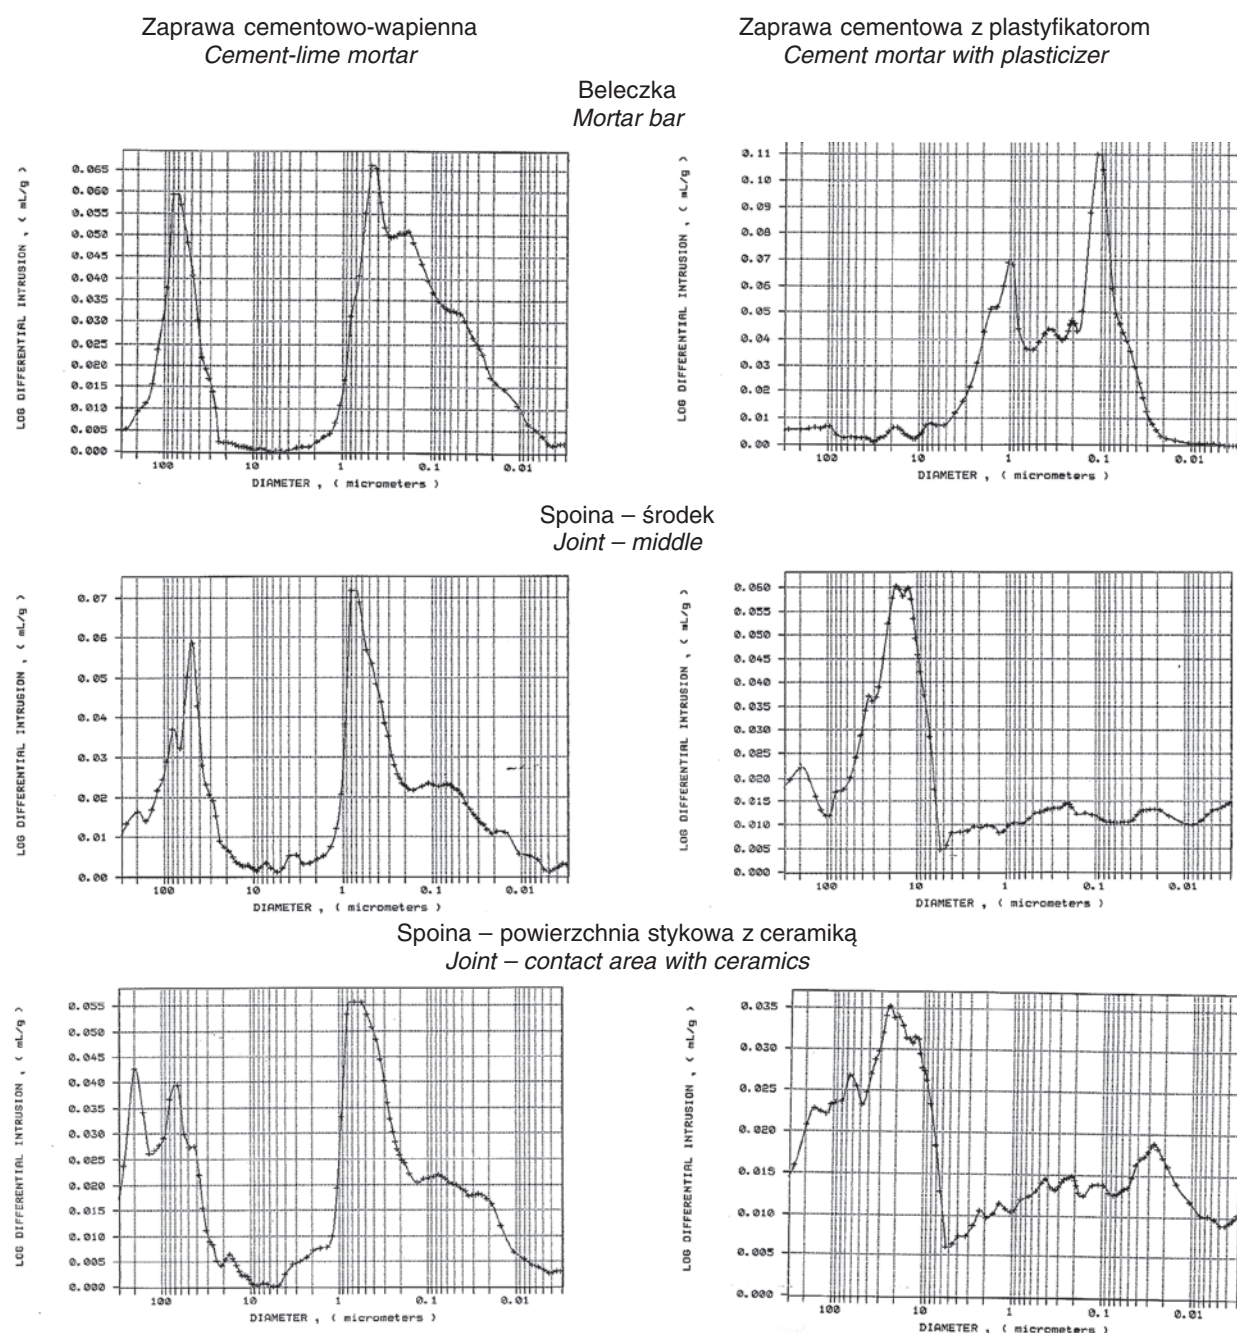 Zaprawa cementowo-wapienna
Cement-lime mortar
Zaprawa cementowa z plastyfikatorom
Cement mortar with plasticizer
Beleczka
Mortar bar
LOG DIFFERENTIAL INTRUSION , ( mL/g )
0.065
0.060
0.055
0.050
0.045
0.040
0.035
0.030
0.025
0.020
0.015
0.010
0.005
0.000
100 10 1 0.1 0.01
DIAMETER , ( micrometers )
LOG DIFFERENTIAL INTRUSION , ( mL/g )
0.11
0.10
0.09
0.08
0.07
0.06
0.05
0.04
0.03
0.02
0.01
0.00
100 10 1 0.1 0.01
DIAMETER , ( micrometers )
Spoina – środek
Joint – middle
LOG DIFFERENTIAL INTRUSION , ( mL/g )
0.07
0.06
0.05
0.04
0.03
0.02
0.01
0.00
100 10 1 0.1 0.01
DIAMETER , ( micrometers )
LOG DIFFERENTIAL INTRUSION , ( mL/g )
0.060
0.055
0.050
0.045
0.040
0.035
0.030
0.025
0.020
0.015
0.010
0.005
0.000
100 10 1 0.1 0.01
DIAMETER , ( micrometers )
Spoina – powierzchnia stykowa z ceramiką
Joint – contact area with ceramics
LOG DIFFERENTIAL INTRUSION , ( mL/g )
0.055
0.050
0.045
0.040
0.035
0.030
0.025
0.020
0.015
0.010
0.005
0.000
100 10 1 0.1 0.01
DIAMETER , ( micrometers )
LOG DIFFERENTIAL INTRUSION , ( mL/g )
0.035
0.030
0.025
0.020
0.015
0.010
0.005
0.000
100 10 1 0.1 0.01
DIAMETER , ( micrometers )